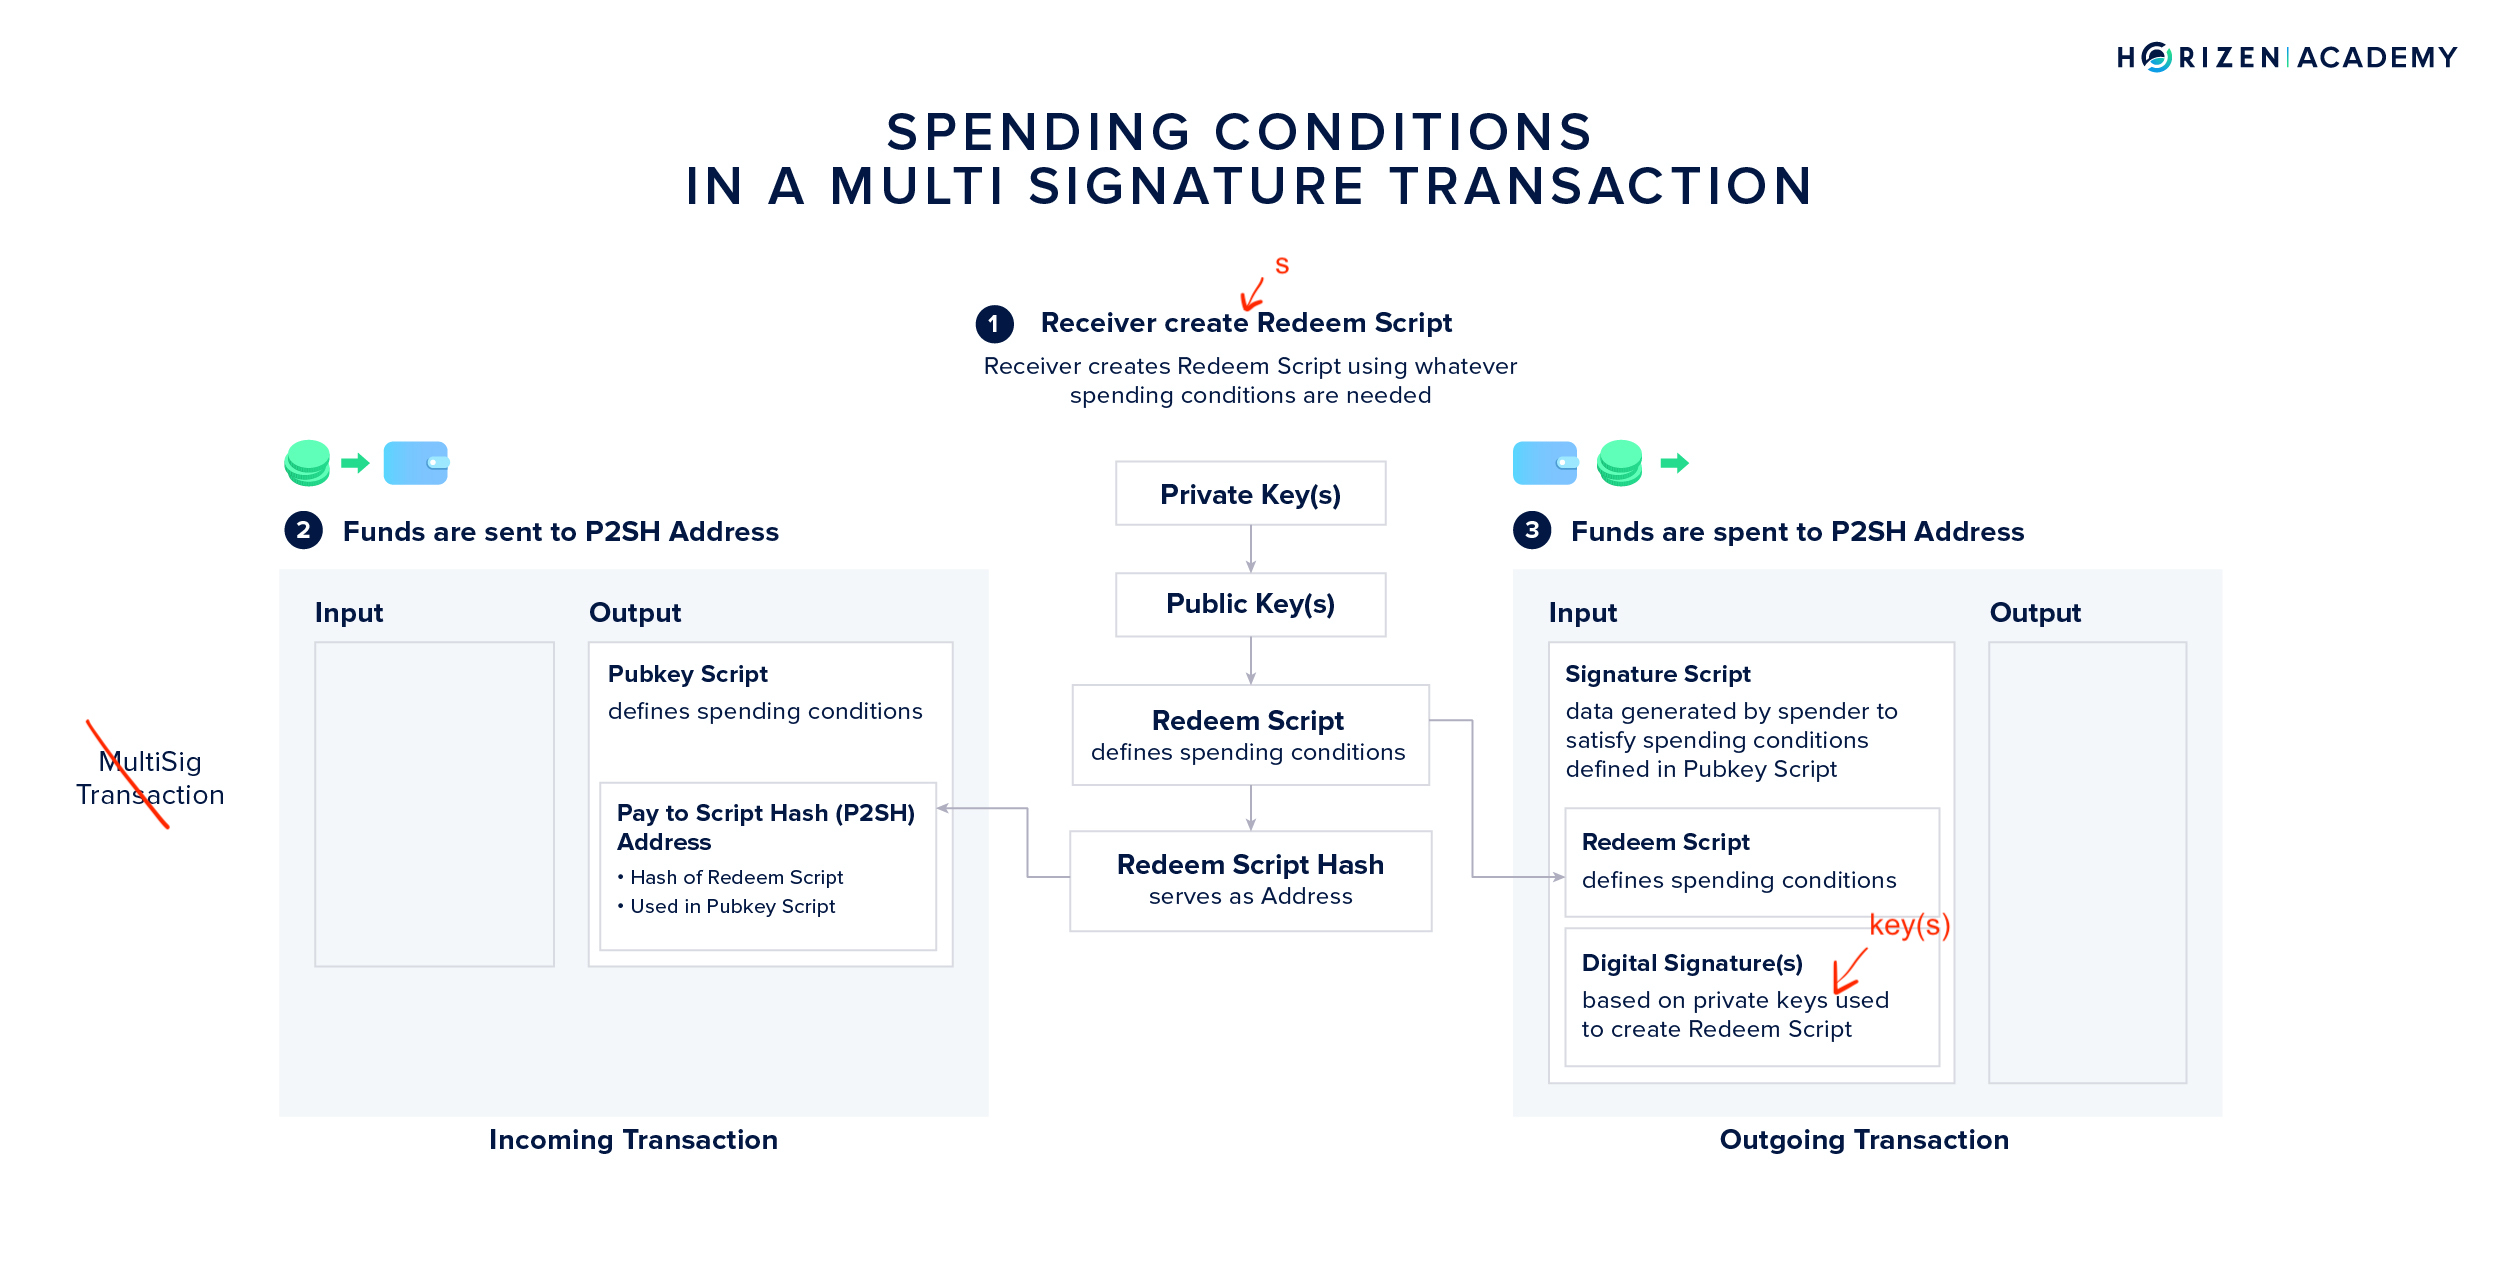 HORIZEN | ACADEMY
SPENDING CONDITIONS
IN A MULTI SIGNATURE TRANSACTION
s
1 Receiver create Redeem Script
Receiver creates Redeem Script using whatever
spending conditions are needed
2 Funds are sent to P2SH Address
Input
Output
Pubkey Script
defines spending conditions
Pay to Script Hash (P2SH)
Address
• Hash of Redeem Script
• Used in Pubkey Script
MultiSig
Transaction
Incoming Transaction
Private Key(s)
Public Key(s)
Redeem Script
defines spending conditions
Redeem Script Hash
serves as Address
3 Funds are spent to P2SH Address
Input
Output
Signature Script
data generated by spender to
satisfy spending conditions
defined in Pubkey Script
Redeem Script
defines spending conditions
key(s)
Digital Signature(s)
based on private keys used
to create Redeem Script
Outgoing Transaction